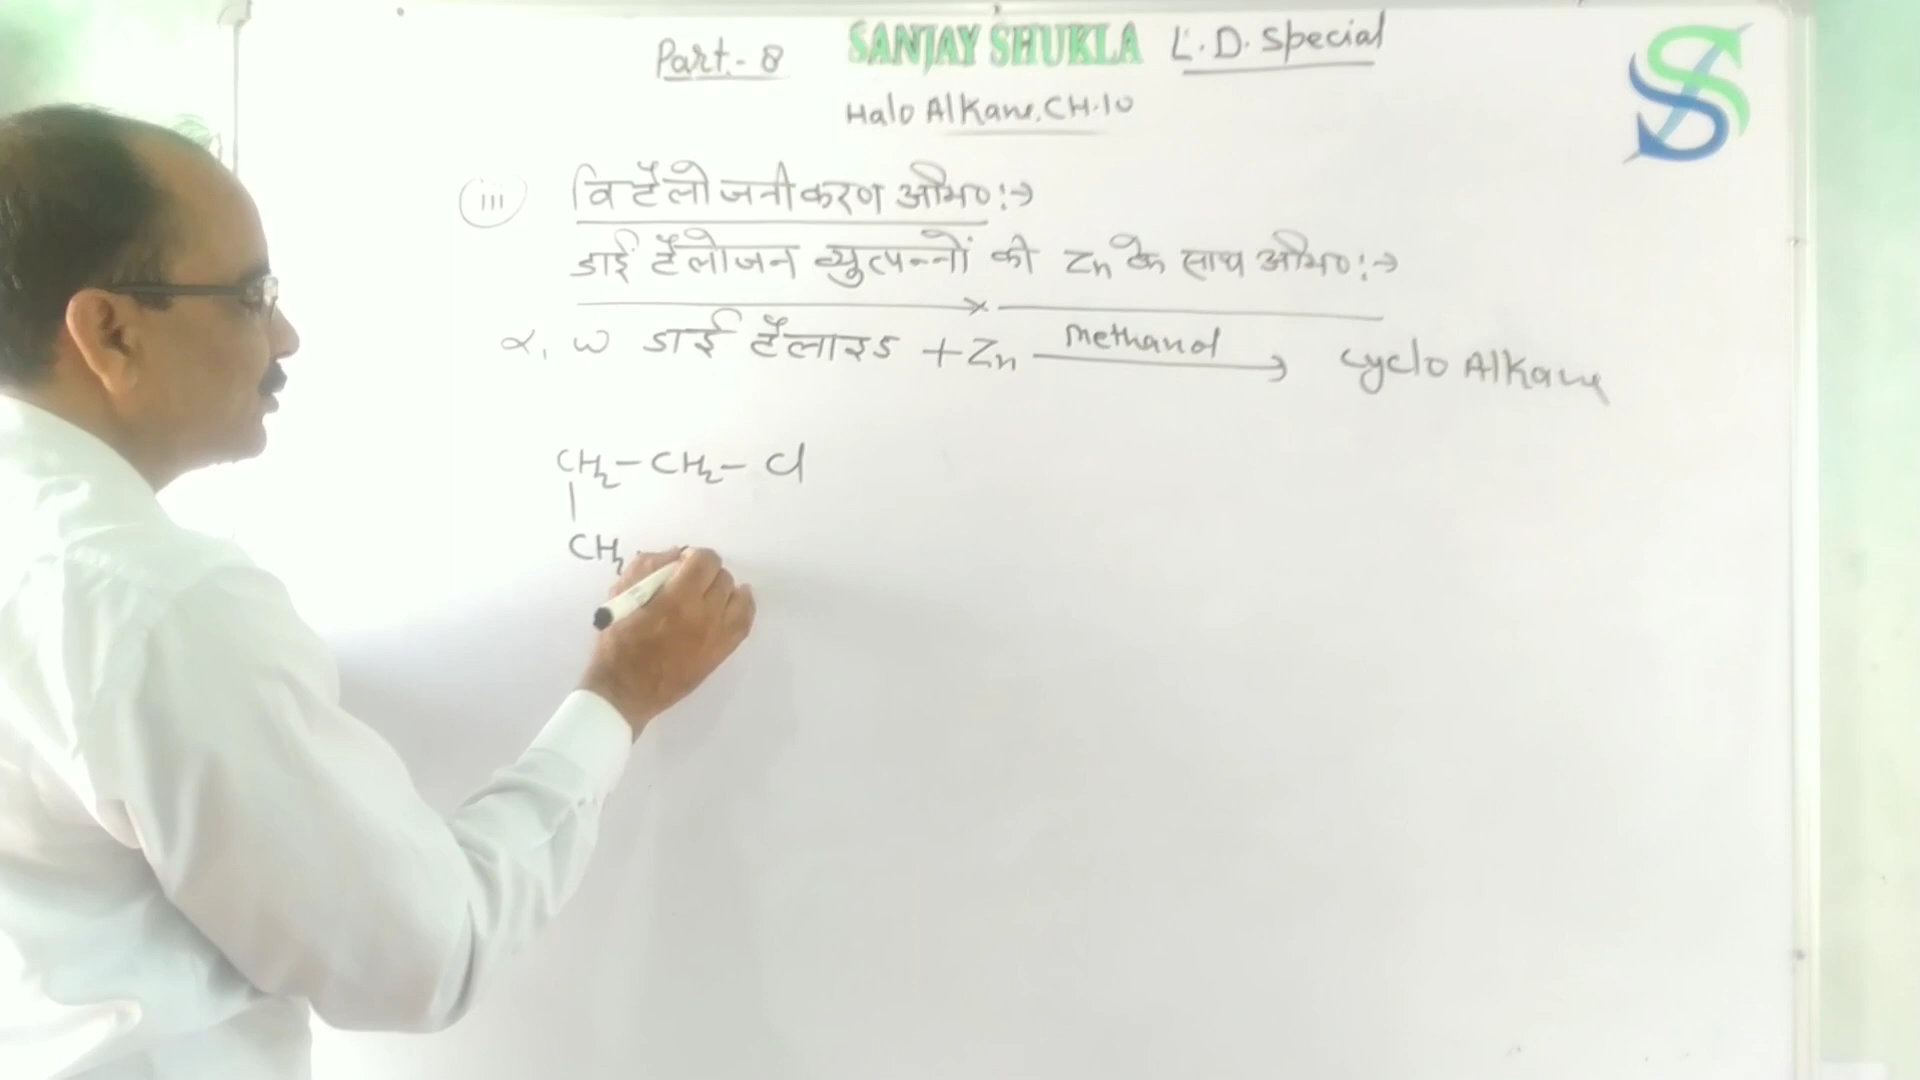 Part.- 8 SANJAY SHUKLA L.D. Special
Halo Alkane, CH.10
iii विहैलोजनीकरण अभि०:→
डाई हैलोजन व्युत्पन्नों की Zn के साथ अभि०:→
α, ω डाई हैलाइड + Zn methanol → Cyclo Alkane
CH2 – CH2 – Cl
|
CH2